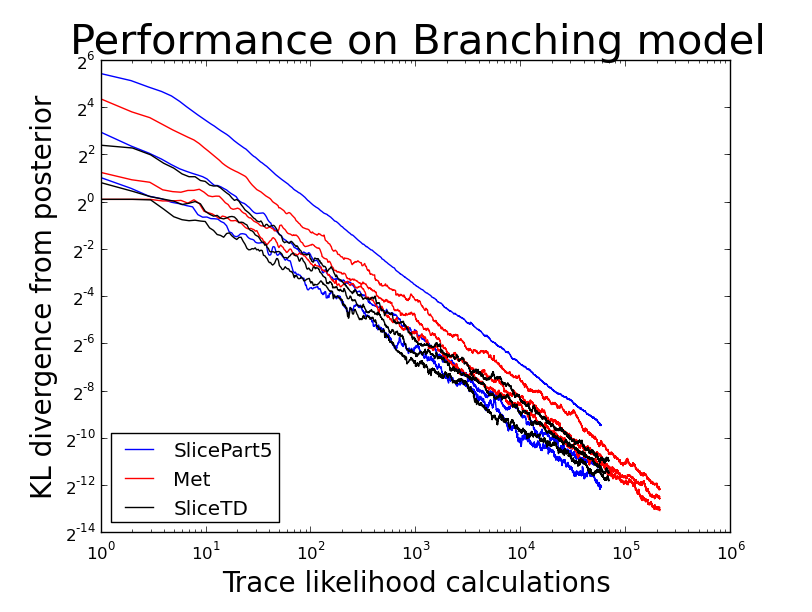 Performance on Branching model
KL divergence from posterior
2^6
2^4
2^2
2^0
2^-2
2^-4
2^-6
2^-8
2^-10
2^-12
2^-14
SlicePart5
Met
SliceTD
10^0 10^1 10^2 10^3 10^4 10^5 10^6
Trace likelihood calculations